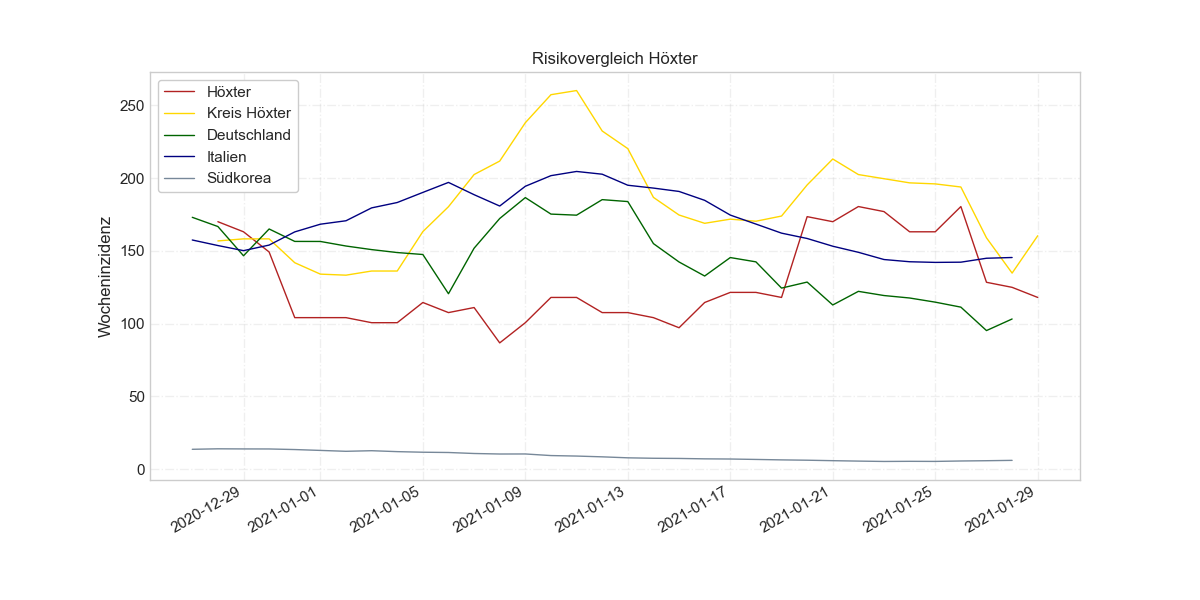 Risikovergleich Höxter
Höxter
Kreis Höxter
Deutschland
Italien
Südkorea
Wocheninzidenz
250
200
150
100
50
0
2020-12-29
2021-01-01
2021-01-05
2021-01-09
2021-01-13
2021-01-17
2021-01-21
2021-01-25
2021-01-29